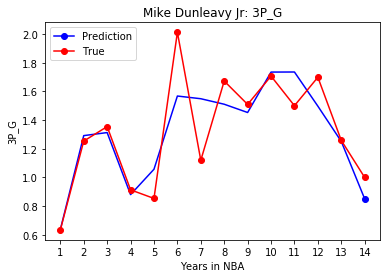 Mike Dunleavy Jr: 3P_G
Prediction
True
2.0
1.8
1.6
1.4
1.2
1.0
0.8
0.6
3P_G
1 2 3 4 5 6 7 8 9 10 11 12 13 14
Years in NBA